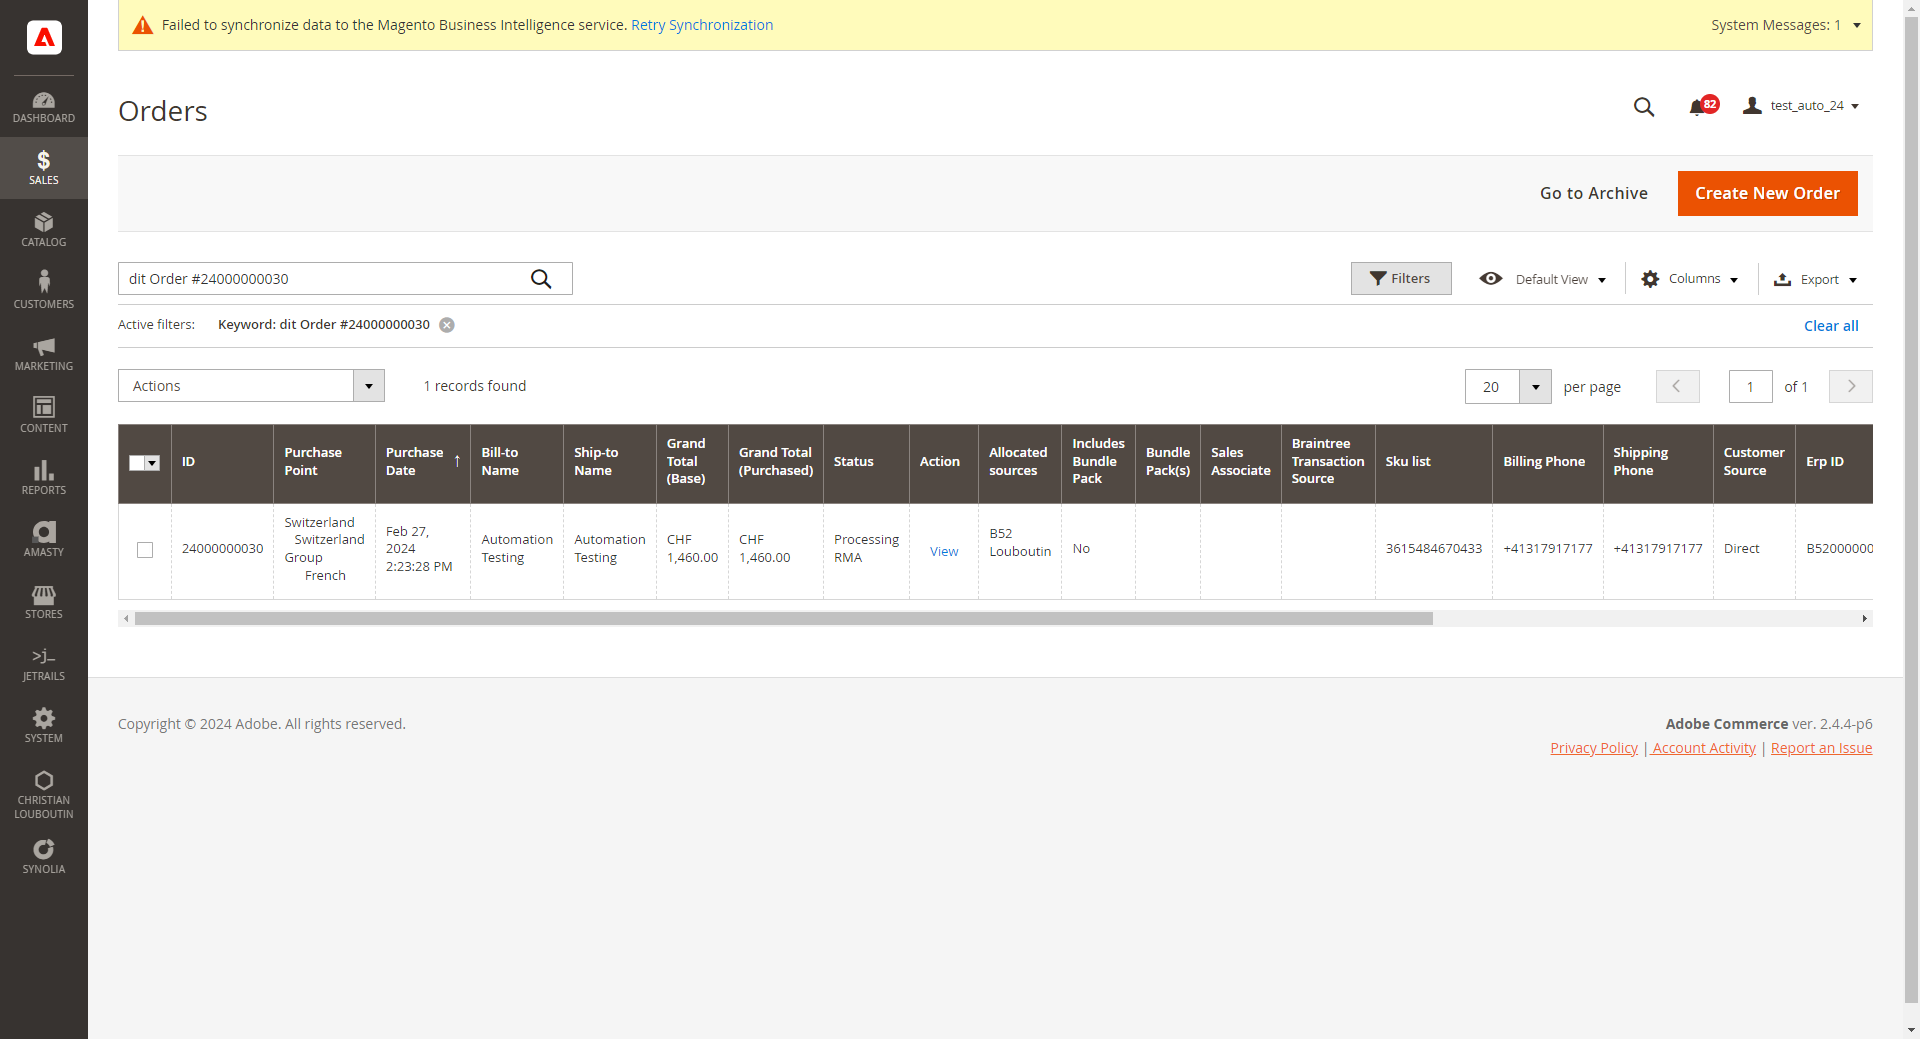 Failed to synchronize data to the Magento Business Intelligence service. Retry Synchronization
System Messages: 1
Orders
82
test_auto_24
Go to Archive
Create New Order
dit Order #24000000030
Filters
Default View
Columns
Export
Active filters:
Keyword: dit Order #24000000030
Clear all
Actions
1 records found
20
per page
1
of 1
ID
Purchase
Point
Purchase
Date
↑
Bill-to
Name
Ship-to
Name
Grand
Total
(Base)
Grand Total
(Purchased)
Status
Action
Allocated
sources
Includes
Bundle
Pack
Bundle
Pack(s)
Sales
Associate
Braintree
Transaction
Source
Sku list
Billing Phone
Shipping
Phone
Customer
Source
Erp ID
24000000030
Switzerland
Switzerland
Group
French
Feb 27,
2024
2:23:28 PM
Automation
Testing
Automation
Testing
CHF
1,460.00
CHF
1,460.00
Processing
RMA
View
B52
Louboutin
No
3615484670433
+41317917177
+41317917177
Direct
B52000000
Copyright © 2024 Adobe. All rights reserved.
Adobe Commerce ver. 2.4.4-p6
Privacy Policy | Account Activity | Report an Issue
DASHBOARD
$
SALES
CATALOG
CUSTOMERS
MARKETING
CONTENT
REPORTS
AMASTY
STORES
>j_
JETRAILS
SYSTEM
CHRISTIAN
LOUBOUTIN
SYNOLIA